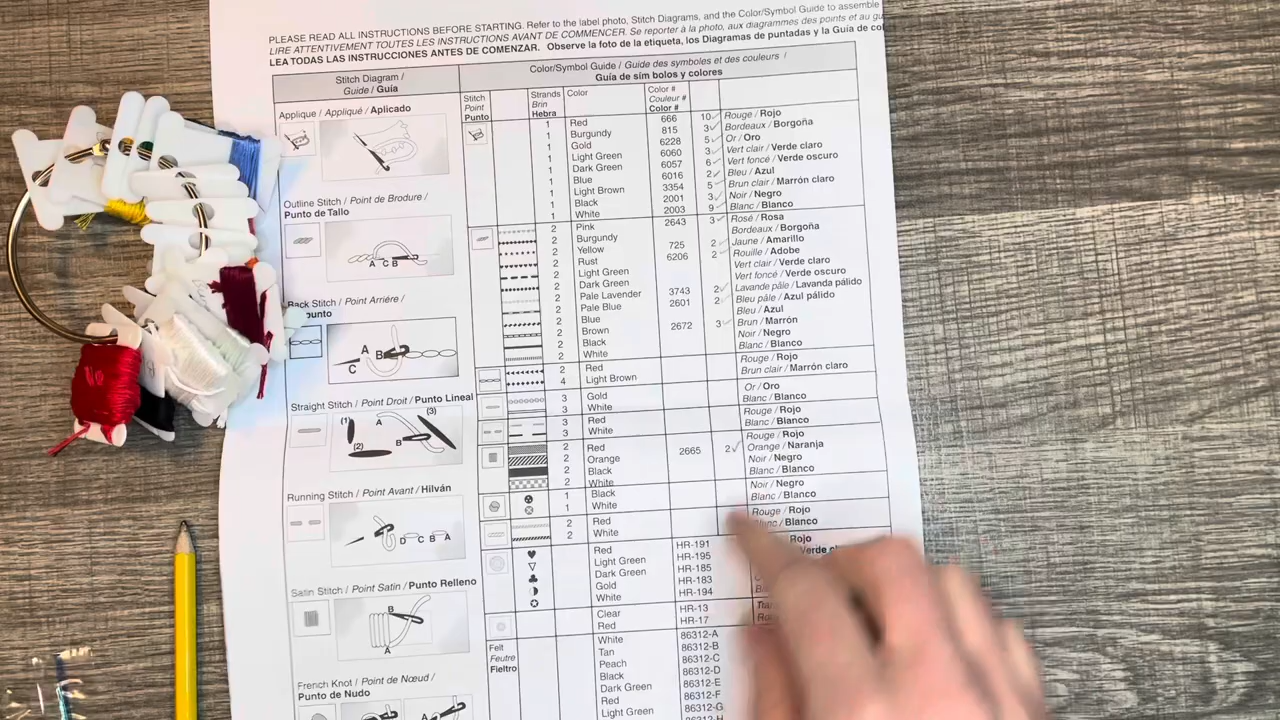 PLEASE READ ALL INSTRUCTIONS BEFORE STARTING. Refer to the label photo, Stitch Diagrams, and the Color/Symbol Guide to assemble
LIRE ATTENTIVEMENT TOUTES LES INSTRUCTIONS AVANT DE COMMENCER. Se reporter à la photo, aux diagrammes des points et au
LEA TODAS LAS INSTRUCCIONES ANTES DE COMENZAR. Observe la foto de la etiqueta, los Diagramas de puntadas y la Guía de
Stitch Diagram /
Guide / Guía
Applique / Appliqué / Aplicado
Outline Stitch / Point de Brodure /
Punto de Tallo
A C B
Back Stitch / Point Arrière /
A
B
C
Straight Stitch / Point Droit / Punto Lineal
(1)
A
(3)
B
(2)
Running Stitch / Point Avant / Hilván
D C B A
Satin Stitch / Point Satin / Punto Relleno
B
A
French Knot / Point de Nœud /
Punto de Nudo
A
Color/Symbol Guide / Guide des symboles et des couleurs /
Guía de sím bolos y colores
Stitch
Point
Punto
Strands
Brin
Hebra
Color
Color #
Couleur #
Color #
1 Red 666 10✓ Rouge / Rojo
1 Burgundy 815 3✓ Bordeaux / Borgoña
1 Gold 6228 5✓ Or / Oro
1 Light Green 6060 3✓ Vert clair / Verde claro
1 Dark Green 6057 6✓ Vert foncé / Verde oscuro
1 Blue 6016 2✓ Bleu / Azul
1 Light Brown 3354 5✓ Brun clair / Marrón claro
1 Black 2001 3✓ Noir / Negro
1 White 2003 9✓ Blanc / Blanco
2 Pink 2643 3✓ Rosé / Rosa
2 Burgundy Bordeaux / Borgoña
2 Yellow 725 2✓ Jaune / Amarillo
2 Rust 6206 2✓ Rouille / Adobe
2 Light Green Vert clair / Verde claro
2 Dark Green Vert foncé / Verde oscuro
2 Pale Lavender 3743 2✓ Lavande pâle / Lavanda pálido
2 Pale Blue 2601 2✓ Bleu pâle / Azul pálido
2 Blue Bleu / Azul
2 Brown 2672 3✓ Brun / Marrón
2 Black Noir / Negro
2 White Blanc / Blanco
2 Red Rouge / Rojo
4 Light Brown Brun clair / Marrón claro
3 Gold Or / Oro
3 White Blanc / Blanco
3 Red Rouge / Rojo
3 White Blanc / Blanco
2 Red Rouge / Rojo
2 Orange 2665 2✓ Orange / Naranja
2 Black Noir / Negro
2 White Blanc / Blanco
1 Black Noir / Negro
1 White Blanc / Blanco
2 Red Rouge / Rojo
2 White / Blanco
Red HR-191 / Rojo
Light Green HR-195 Verde
Dark Green HR-185
Gold HR-183
White HR-194
Clear HR-13
Red HR-17
Felt
Feutre
Fieltro
White 86312-A
Tan 86312-B
Peach 86312-C
Black 86312-D
Dark Green 86312-E
Red 86312-F
Light Green 86312-G
10